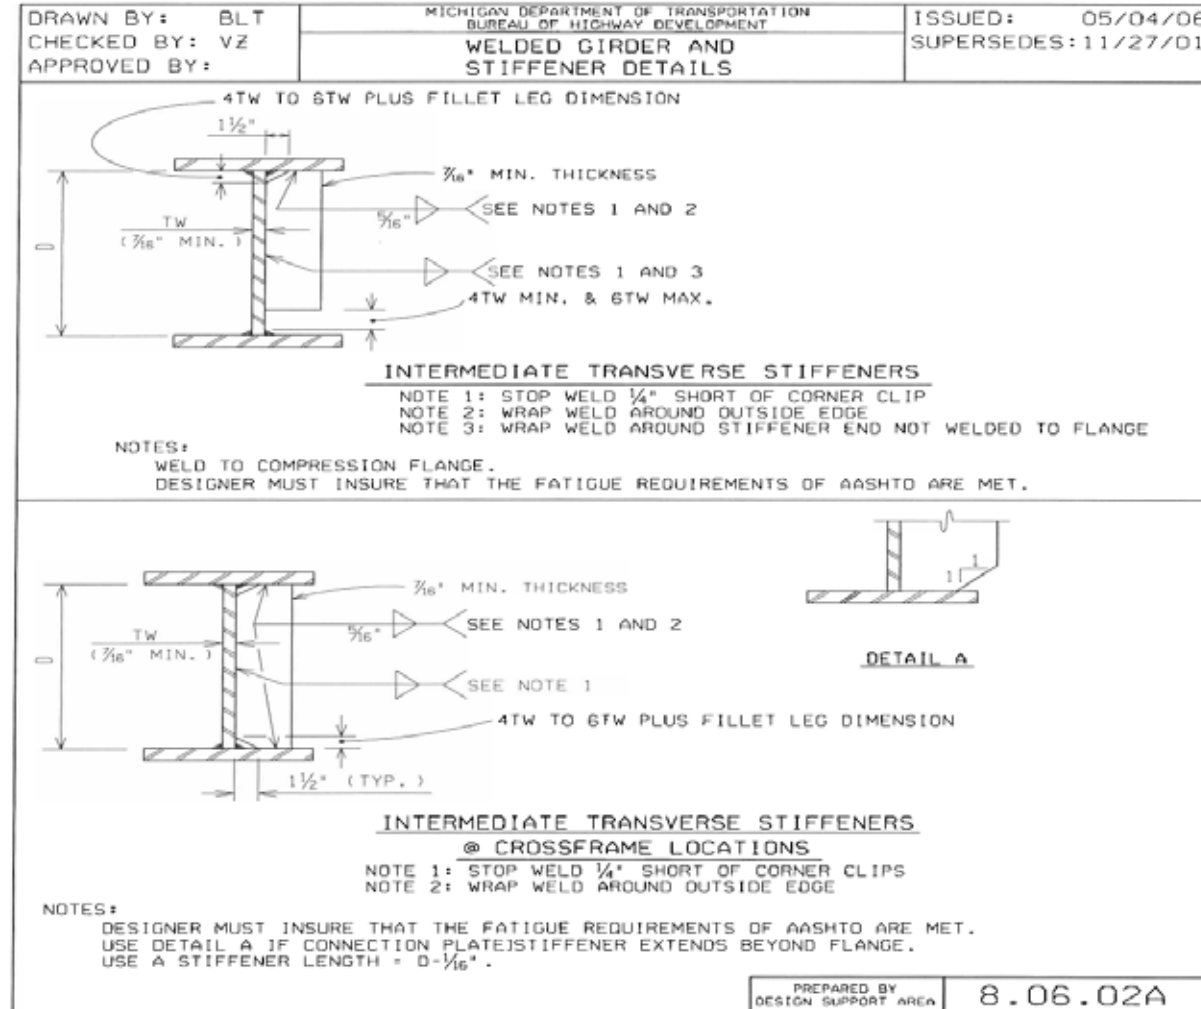 DRAWN BY: BLT
CHECKED BY: VZ
APPROVED BY:
MICHIGAN DEPARTMENT OF TRANSPORTATION
BUREAU OF HIGHWAY DEVELOPMENT
WELDED GIRDER AND
STIFFENER DETAILS
ISSUED: 05/04/06
SUPERSEDES: 11/27/01
4TW TO 6TW PLUS FILLET LEG DIMENSION
1½"
7/16" MIN. THICKNESS
5/16"
SEE NOTES 1 AND 2
TW
(7/16" MIN.)
D
SEE NOTES 1 AND 3
4TW MIN. & 6TW MAX.
INTERMEDIATE TRANSVERSE STIFFENERS
NOTE 1: STOP WELD ¼" SHORT OF CORNER CLIP
NOTE 2: WRAP WELD AROUND OUTSIDE EDGE
NOTE 3: WRAP WELD AROUND STIFFENER END NOT WELDED TO FLANGE
NOTES:
WELD TO COMPRESSION FLANGE.
DESIGNER MUST INSURE THAT THE FATIGUE REQUIREMENTS OF AASHTO ARE MET.
7/16" MIN. THICKNESS
5/16"
SEE NOTES 1 AND 2
TW
(7/16" MIN.)
D
SEE NOTE 1
4TW TO 6TW PLUS FILLET LEG DIMENSION
1½" (TYP.)
1
1
DETAIL A
INTERMEDIATE TRANSVERSE STIFFENERS
@ CROSSFRAME LOCATIONS
NOTE 1: STOP WELD ¼" SHORT OF CORNER CLIPS
NOTE 2: WRAP WELD AROUND OUTSIDE EDGE
NOTES:
DESIGNER MUST INSURE THAT THE FATIGUE REQUIREMENTS OF AASHTO ARE MET.
USE DETAIL A IF CONNECTION PLATE]STIFFENER EXTENDS BEYOND FLANGE.
USE A STIFFENER LENGTH = D-1/16".
PREPARED BY
DESIGN SUPPORT AREA
8.06.02A